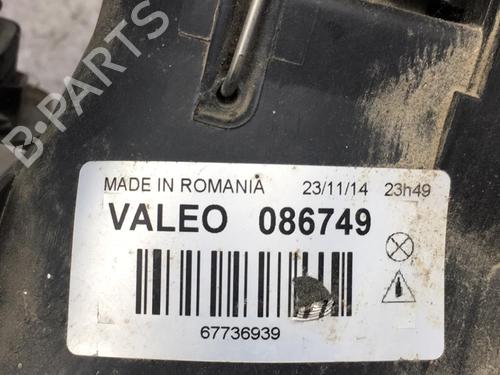 B-PARTS
MADE IN ROMANIA 23/11/14 23h49
VALEO 086749
67736939